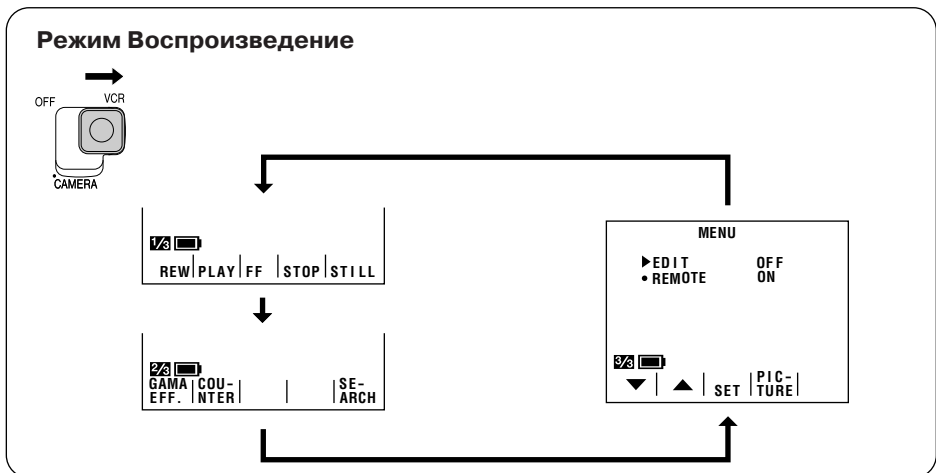 Режим Воспроизведение
OFF VCR
CAMERA
1/3
REW PLAY FF STOP STILL
2/3
GAMA COU- SE-
EFF. NTER ARCH
MENU
▶EDIT OFF
• REMOTE ON
3/3
▼ ▲ SET PIC-
TURE